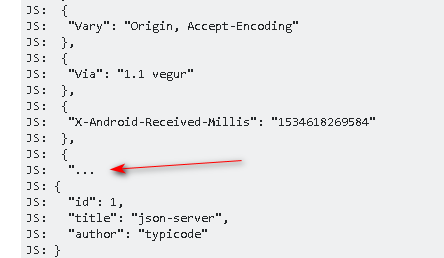 JS:  {
JS:    "Vary": "Origin, Accept-Encoding"
JS:  },
JS:  {
JS:    "Via": "1.1 vegur"
JS:  },
JS:  {
JS:    "X-Android-Received-Millis": "1534618269584"
JS:  },
JS:  {
JS:    "...
JS: {
JS:   "id": 1,
JS:   "title": "json-server",
JS:   "author": "typicode"
JS: }